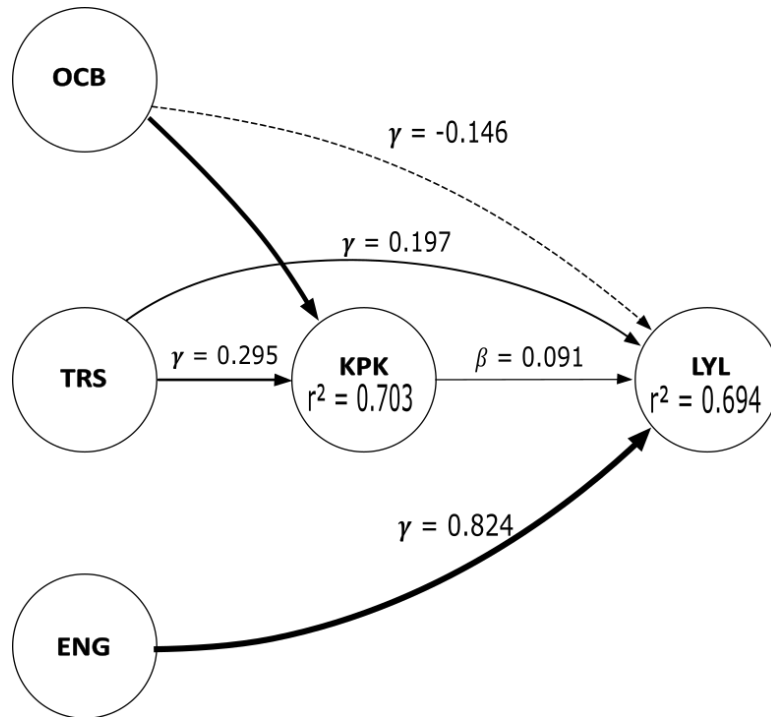 OCB
γ = -0.146
γ = 0.197
TRS
γ = 0.295
KPK
r² = 0.703
β = 0.091
LYL
r² = 0.694
γ = 0.824
ENG